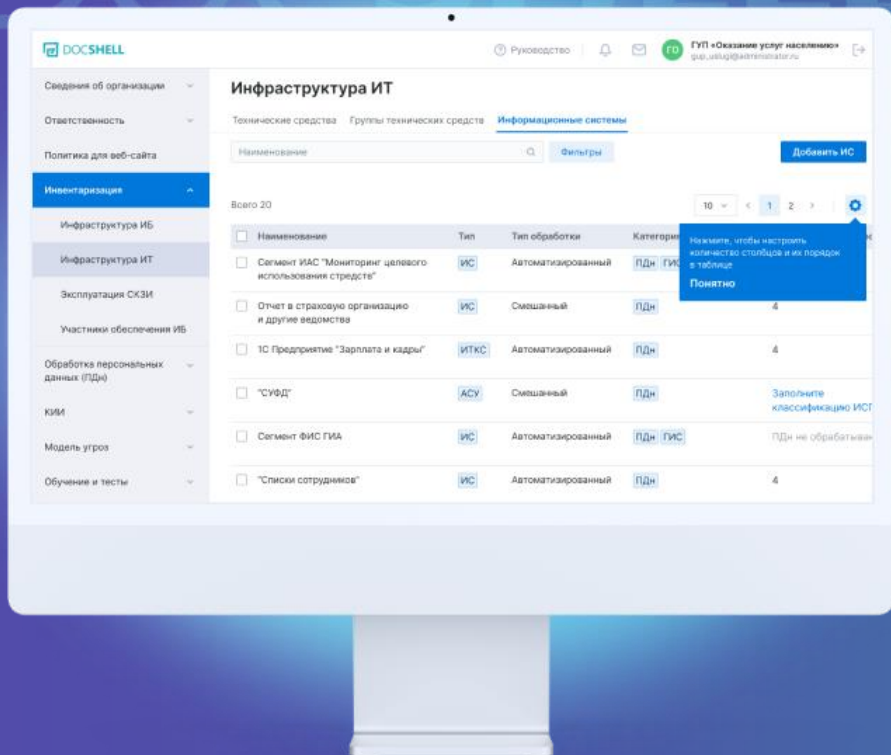 DOCSHELL
Руководство
ГО
ГУП «Оказание услуг населению»
gup_uslugi@administrator.ru
Сведения об организации
Ответственность
Политика для веб-сайта
Инвентаризация
Инфраструктура ИБ
Инфраструктура ИТ
Эксплуатация СКЗИ
Участники обеспечения ИБ
Обработка персональных
данных (ПДн)
КИИ
Модель угроз
Обучение и тесты
Инфраструктура ИТ
Технические средства Группы технических средств Информационные системы
Наименование Фильтры Добавить ИС
Всего 20 10 1 2
Наименование Тип Тип обработки Категория
Нажмите, чтобы настроить
количество столбцов и их порядок
в таблице
Понятно
Сегмент ИАС "Мониторинг целевого
использования стредств" ИС Автоматизированный ПДн ГИС
Отчет в страховую организацию
и другие ведомства ИС Смешанный ПДн 4
1С Предприятие "Зарплата и кадры" ИТКС Автоматизированный ПДн 4
"СУФД" АСУ Смешанный ПДн Заполните
классификацию
Сегмент ФИС ГИА ИС Автоматизированный ПДн ГИС ПДн не
"Списки сотрудников" ИС Автоматизированный ПДн 4